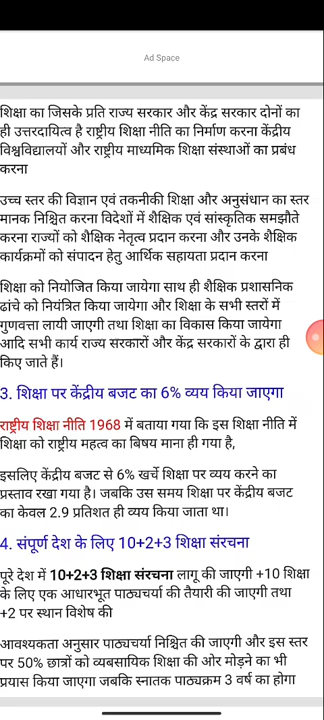 Ad Space
शिक्षा का जिसके प्रति राज्य सरकार और केंद्र सरकार दोनों का
ही उत्तरदायित्व है राष्ट्रीय शिक्षा नीति का निर्माण करना केंद्रीय
विश्वविद्यालयों और राष्ट्रीय माध्यमिक शिक्षा संस्थाओं का प्रबंध
करना
उच्च स्तर की विज्ञान एवं तकनीकी शिक्षा और अनुसंधान का स्तर
मानक निश्चित करना विदेशों में शैक्षिक एवं सांस्कृतिक समझौते
करना राज्यों को शैक्षिक नेतृत्व प्रदान करना और उनके शैक्षिक
कार्यक्रमों को संपादन हेतु आर्थिक सहायता प्रदान करना
शिक्षा को नियोजित किया जायेगा साथ ही शैक्षिक प्रशासनिक
ढांचे को नियंत्रित किया जायेगा और शिक्षा के सभी स्तरों में
गुणवत्ता लायी जाएगी तथा शिक्षा का विकास किया जायेगा
आदि सभी कार्य राज्य सरकारों और केंद्र सरकारों के द्वारा ही
किए जाते हैं।
3. शिक्षा पर केंद्रीय बजट का 6% व्यय किया जाएगा
राष्ट्रीय शिक्षा नीति 1968 में बताया गया कि इस शिक्षा नीति में
शिक्षा को राष्ट्रीय महत्व का बिषय माना ही गया है,
इसलिए केंद्रीय बजट से 6% खर्चे शिक्षा पर व्यय करने का
प्रस्ताव रखा गया है। जबकि उस समय शिक्षा पर केंद्रीय बजट
का केवल 2.9 प्रतिशत ही व्यय किया जाता था।
4. संपूर्ण देश के लिए 10+2+3 शिक्षा संरचना
पूरे देश में 10+2+3 शिक्षा संरचना लागू की जाएगी +10 शिक्षा
के लिए एक आधारभूत पाठ्यचर्या की तैयारी की जाएगी तथा
+2 पर स्थान विशेष की
आवश्यकता अनुसार पाठ्यचर्या निश्चित की जाएगी और इस स्तर
पर 50% छात्रों को व्यबसायिक शिक्षा की ओर मोड़ने का भी
प्रयास किया जाएगा जबकि स्नातक पाठ्यक्रम 3 वर्ष का होगा